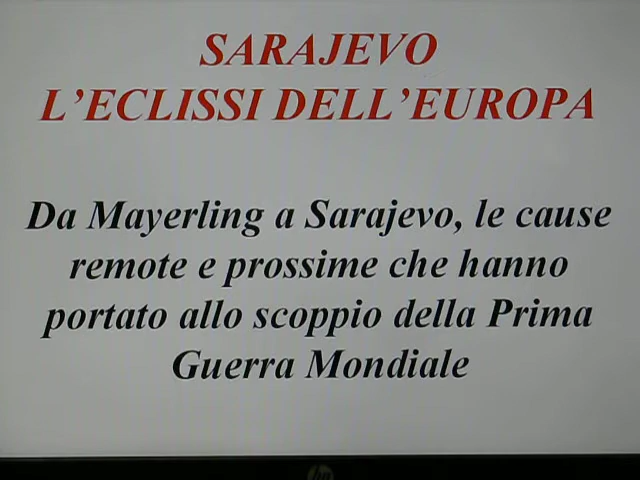 SARAJEVO
L’ECLISSI DELL’EUROPA
Da Mayerling a Sarajevo, le cause
remote e prossime che hanno
portato allo scoppio della Prima
Guerra Mondiale
hp